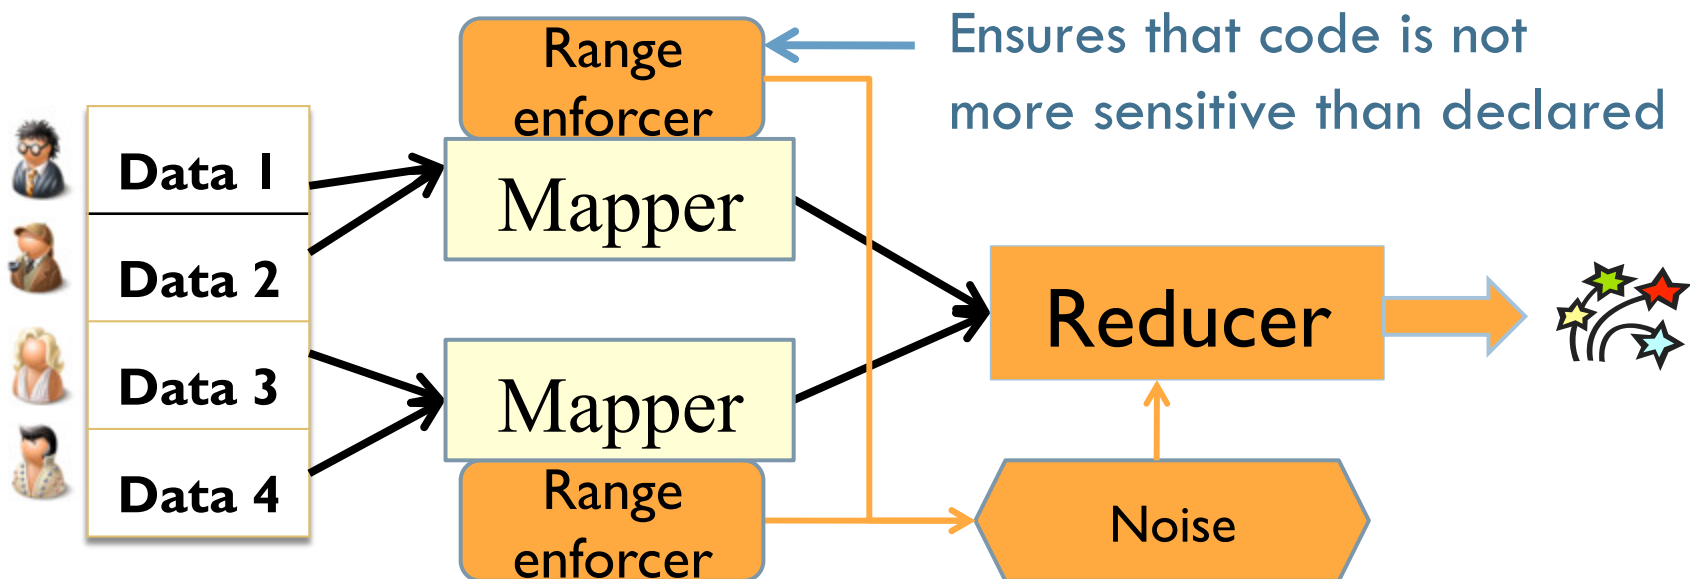 Range
enforcer
Ensures that code is not
more sensitive than declared
Data 1
Data 2
Data 3
Data 4
Mapper
Mapper
Range
enforcer
Reducer
Noise